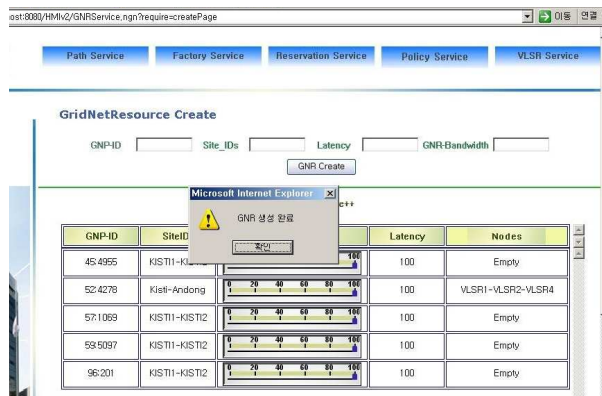 ost:8080/HMIv2/GNRService,ngn?require=createPage 이동 연결
Path Service Factory Service Reservation Service Policy Service VLSR Service
GridNetResource Create
GNP-ID Site_IDs Latency GNR-Bandwidth
GNR Create
Microsoft Internet Explorer
GNR 생성 완료
확인
c++
GNP-ID SiteID Latency Nodes
45:4955 KISTI1-KISTI2 100 100 Empty
52:4278 Kisti-Andong 0 20 40 60 80 100 100 VLSR1-VLSR2-VLSR4
57:1069 KISTI1-KISTI2 0 20 40 60 80 100 100 Empty
59:5097 KISTI1-KISTI2 0 20 40 60 80 100 100 Empty
96:201 KISTI1-KISTI2 0 20 40 60 80 100 100 Empty